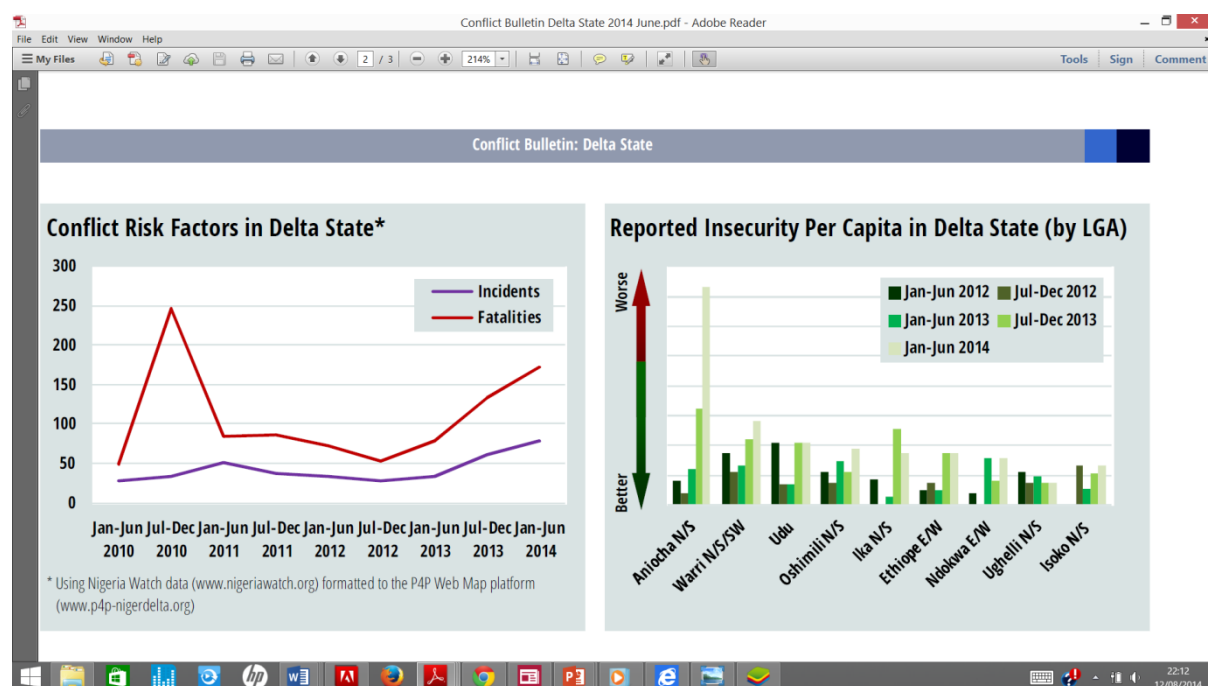 Conflict Bulletin Delta State 2014 June.pdf - Adobe Reader
File Edit View Window Help
My Files 2 / 3 214% Tools Sign Comment
Conflict Bulletin: Delta State
Conflict Risk Factors in Delta State*
300
250
200
150
100
50
0
Incidents
Fatalities
Jan-Jun Jul-Dec Jan-Jun Jul-Dec Jan-Jun Jul-Dec Jan-Jun Jul-Dec Jan-Jun
2010 2010 2011 2011 2012 2012 2013 2013 2014
* Using Nigeria Watch data (www.nigeriawatch.org) formatted to the P4P Web Map platform
(www.p4p-nigerdelta.org)
Reported Insecurity Per Capita in Delta State (by LGA)
Worse
Better
Jan-Jun 2012 Jul-Dec 2012
Jan-Jun 2013 Jul-Dec 2013
Jan-Jun 2014
Aniocha N/S
Warri N/S/SW
Udu
Oshimili N/S
Ika N/S
Ethiope E/W
Ndokwa E/W
Ughelli N/S
Isoko N/S
hp
22:12
12/08/2014